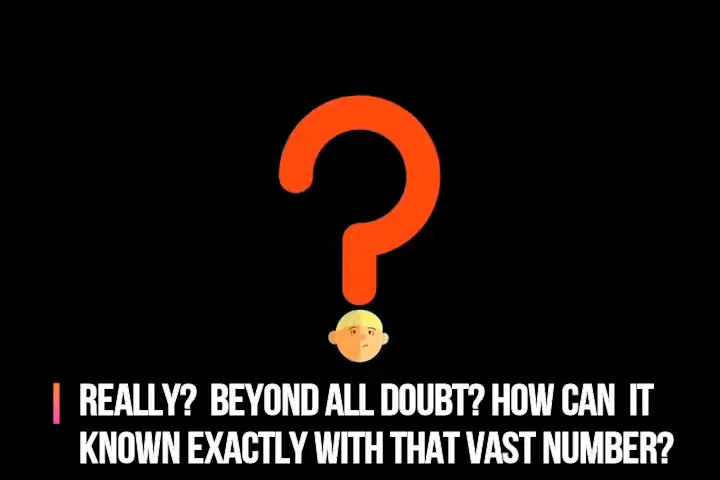 REALLY? BEYOND ALL DOUBT? HOW CAN IT
KNOWN EXACTLY WITH THAT VAST NUMBER?